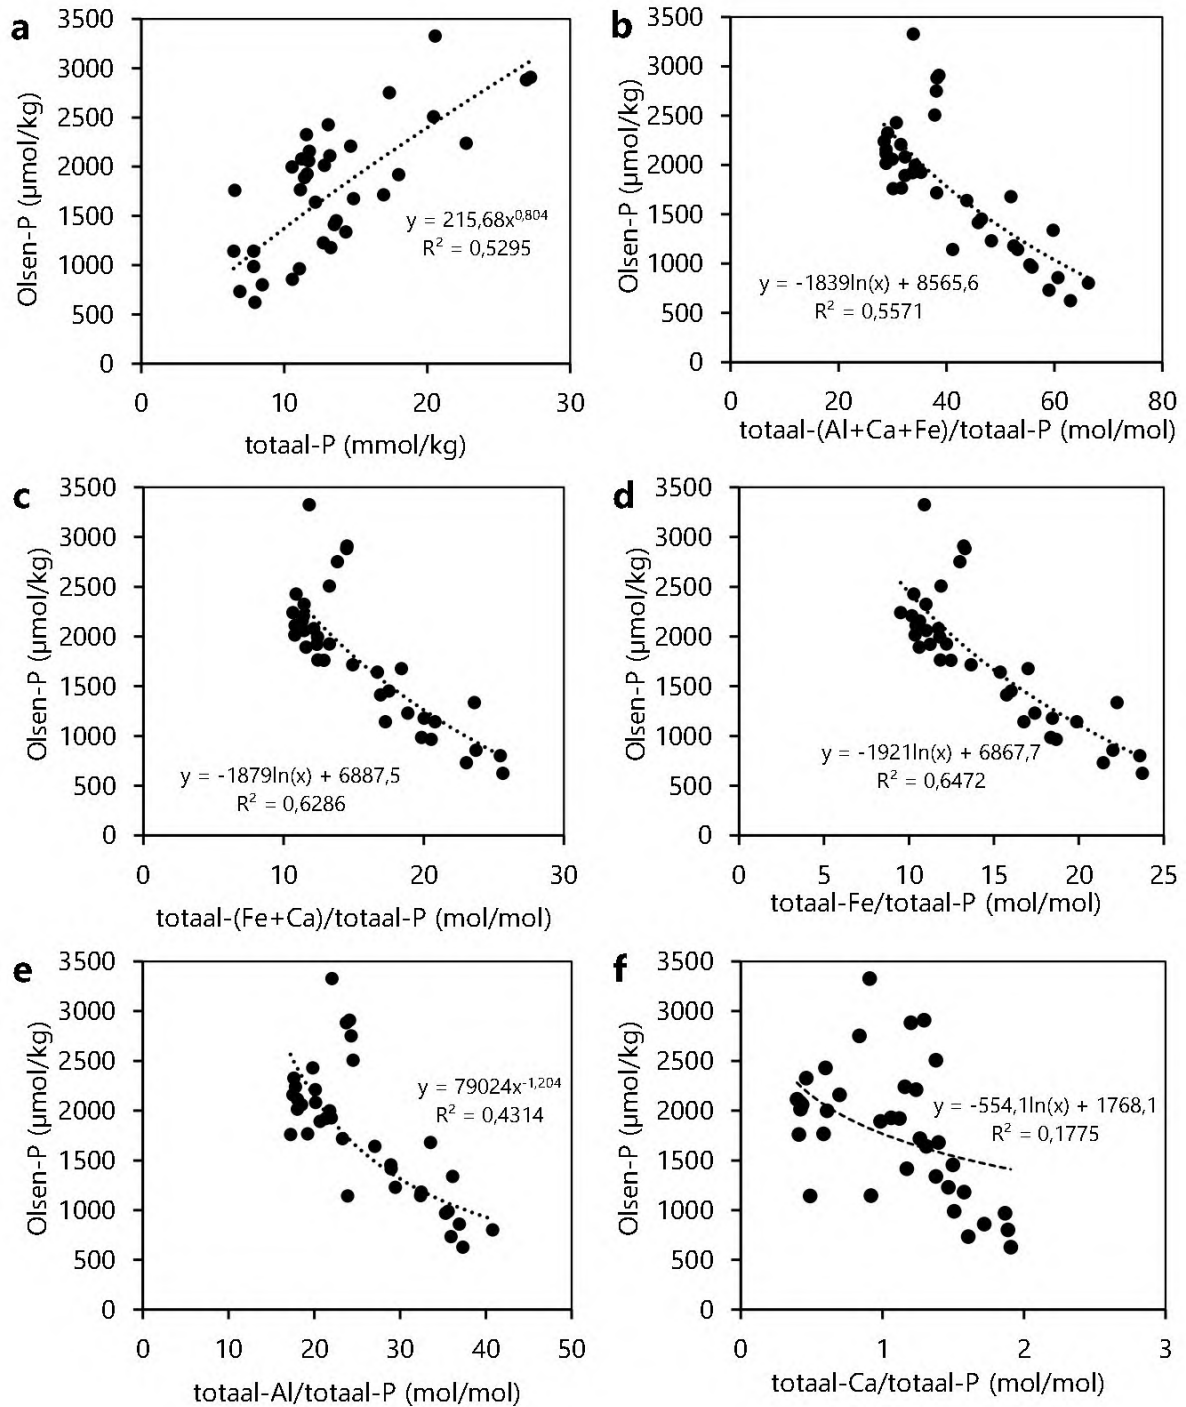 a
Olsen-P (µmol/kg)
3500
3000
2500
2000
1500
1000
500
0
0 10 20 30
totaal-P (mmol/kg)
y = 215,68x^0,804
R² = 0,5295
b
Olsen-P (µmol/kg)
3500
3000
2500
2000
1500
1000
500
0
0 20 40 60 80
totaal-(Al+Ca+Fe)/totaal-P (mol/mol)
y = -1839ln(x) + 8565,6
R² = 0,5571
c
Olsen-P (µmol/kg)
3500
3000
2500
2000
1500
1000
500
0
0 10 20 30
totaal-(Fe+Ca)/totaal-P (mol/mol)
y = -1879ln(x) + 6887,5
R² = 0,6286
d
Olsen-P (µmol/kg)
3500
3000
2500
2000
1500
1000
500
0
0 5 10 15 20 25
totaal-Fe/totaal-P (mol/mol)
y = -1921ln(x) + 6867,7
R² = 0,6472
e
Olsen-P (µmol/kg)
3500
3000
2500
2000
1500
1000
500
0
0 10 20 30 40 50
totaal-Al/totaal-P (mol/mol)
y = 79024x^-1,204
R² = 0,4314
f
Olsen-P (µmol/kg)
3500
3000
2500
2000
1500
1000
500
0
0 1 2 3
totaal-Ca/totaal-P (mol/mol)
y = -554,1ln(x) + 1768,1
R² = 0,1775